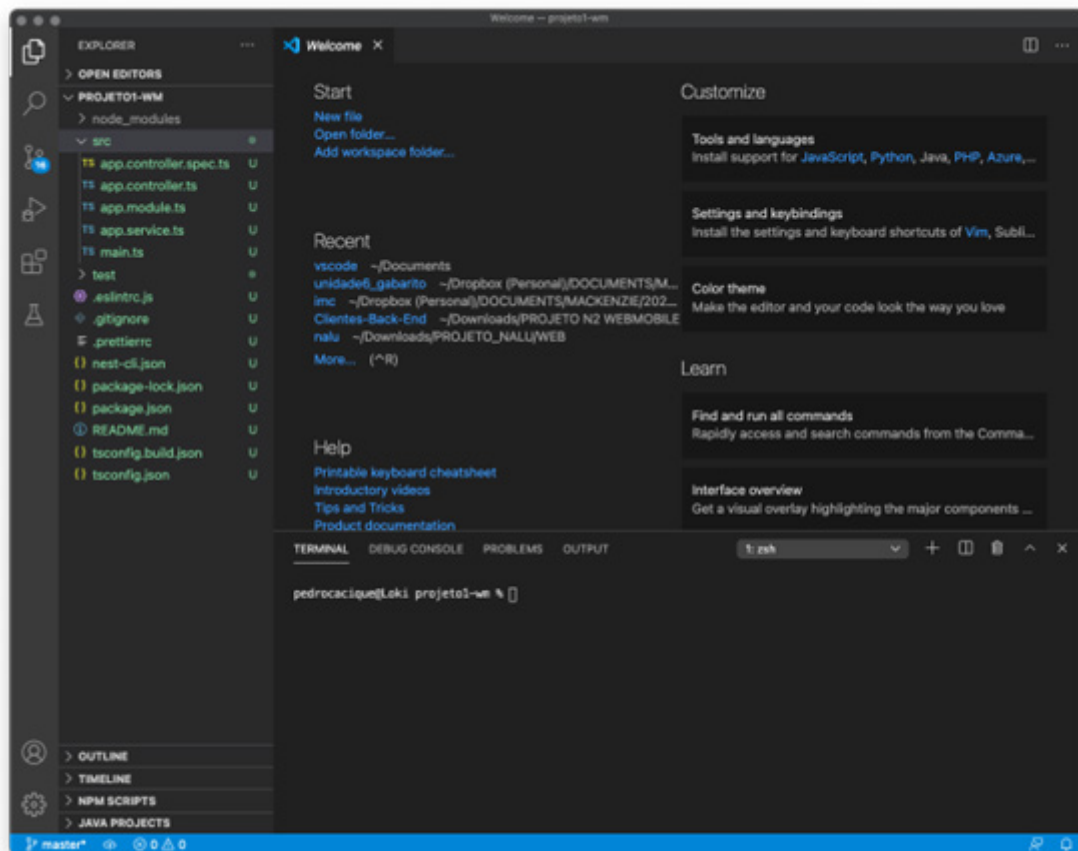 Welcome — projeto1-wm
EXPLORER
OPEN EDITORS
PROJETO1-WM
node_modules
src
TS app.controller.spec.ts U
TS app.controller.ts U
TS app.module.ts U
TS app.service.ts U
TS main.ts U
test
.eslintrc.js U
.gitignore U
.prettierrc U
{} nest-cli.json U
{} package-lock.json U
{} package.json U
README.md U
{} tsconfig.build.json U
{} tsconfig.json U
OUTLINE
TIMELINE
NPM SCRIPTS
JAVA PROJECTS
Welcome
Start
New file
Open folder...
Add workspace folder...
Recent
vscode ~/Documents
unidade6_gabarito ~/Dropbox (Personal)/DOCUMENTS/M...
imc ~/Dropbox (Personal)/DOCUMENTS/MACKENZIE/202...
Clientes-Back-End ~/Downloads/PROJETO N2 WEBMOBILE
nalu ~/Downloads/PROJETO_NALU/WEB
More... (^R)
Help
Printable keyboard cheatsheet
Introductory videos
Tips and Tricks
Product documentation
Customize
Tools and languages
Install support for JavaScript, Python, Java, PHP, Azure,...
Settings and keybindings
Install the settings and keyboard shortcuts of Vim, Subli...
Color theme
Make the editor and your code look the way you love
Learn
Find and run all commands
Rapidly access and search commands from the Comma...
Interface overview
Get a visual overlay highlighting the major components ...
TERMINAL DEBUG CONSOLE PROBLEMS OUTPUT 1: zsh
pedrocacique@Loki projeto1-wm %
master* 0 0